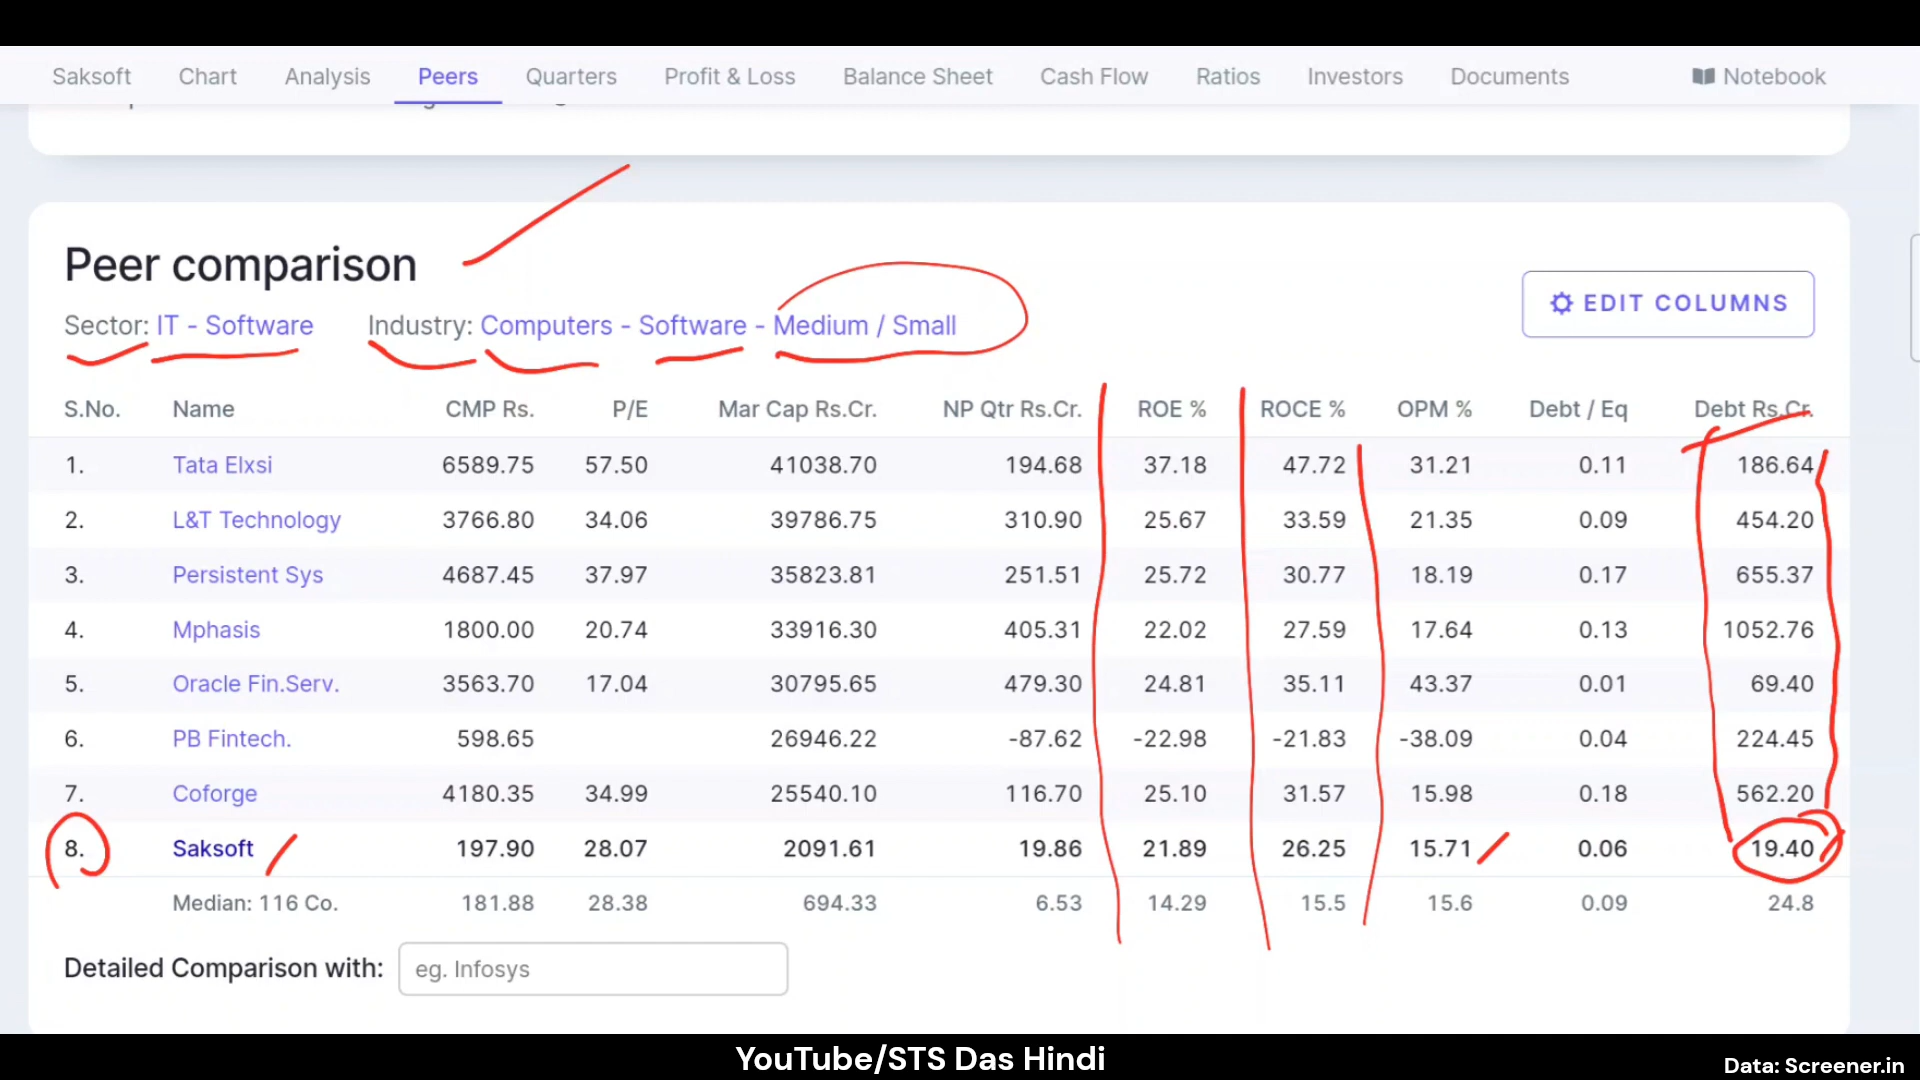 Saksoft Chart Analysis Peers Quarters Profit & Loss Balance Sheet Cash Flow Ratios Investors Documents Notebook
Peer comparison
Sector: IT - Software Industry: Computers - Software - Medium / Small
EDIT COLUMNS
S.No. Name CMP Rs. P/E Mar Cap Rs.Cr. NP Qtr Rs.Cr. ROE % ROCE % OPM % Debt / Eq Debt Rs.Cr.
1. Tata Elxsi 6589.75 57.50 41038.70 194.68 37.18 47.72 31.21 0.11 186.64
2. L&T Technology 3766.80 34.06 39786.75 310.90 25.67 33.59 21.35 0.09 454.20
3. Persistent Sys 4687.45 37.97 35823.81 251.51 25.72 30.77 18.19 0.17 655.37
4. Mphasis 1800.00 20.74 33916.30 405.31 22.02 27.59 17.64 0.13 1052.76
5. Oracle Fin.Serv. 3563.70 17.04 30795.65 479.30 24.81 35.11 43.37 0.01 69.40
6. PB Fintech. 598.65 26946.22 -87.62 -22.98 -21.83 -38.09 0.04 224.45
7. Coforge 4180.35 34.99 25540.10 116.70 25.10 31.57 15.98 0.18 562.20
8. Saksoft 197.90 28.07 2091.61 19.86 21.89 26.25 15.71 0.06 19.40
Median: 116 Co. 181.88 28.38 694.33 6.53 14.29 15.5 15.6 0.09 24.8
Detailed Comparison with: eg. Infosys
YouTube/STS Das Hindi
Data: Screener.in